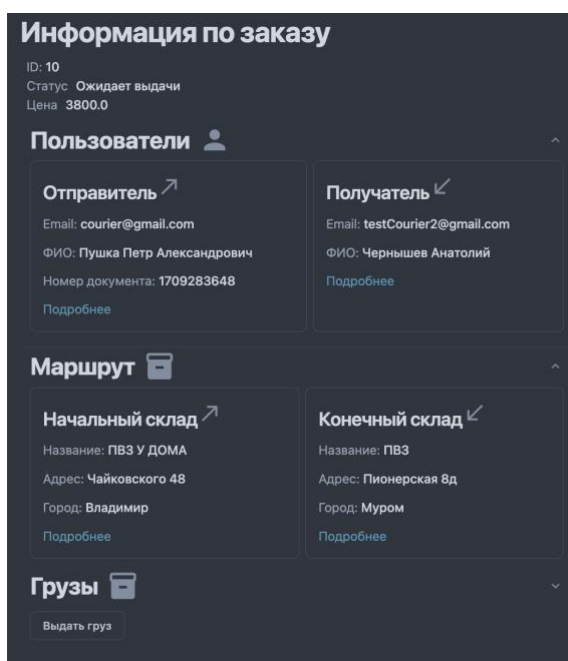 Информация по заказу
ID: 10
Статус Ожидает выдачи
Цена 3800.0
Пользователи
Отправитель
Email: courier@gmail.com
ФИО: Пушка Петр Александрович
Номер документа: 1709283648
Подробнее
Получатель
Email: testCourier2@gmail.com
ФИО: Чернышев Анатолий
Подробнее
Маршрут
Начальный склад
Название: ПВЗ У ДОМА
Адрес: Чайковского 48
Город: Владимир
Подробнее
Конечный склад
Название: ПВЗ
Адрес: Пионерская 8д
Город: Муром
Подробнее
Грузы
Выдать груз